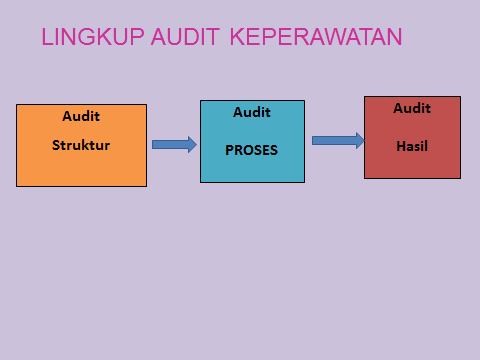 LINGKUP AUDIT KEPERAWATAN
Audit
Struktur
Audit
PROSES
Audit
Hasil